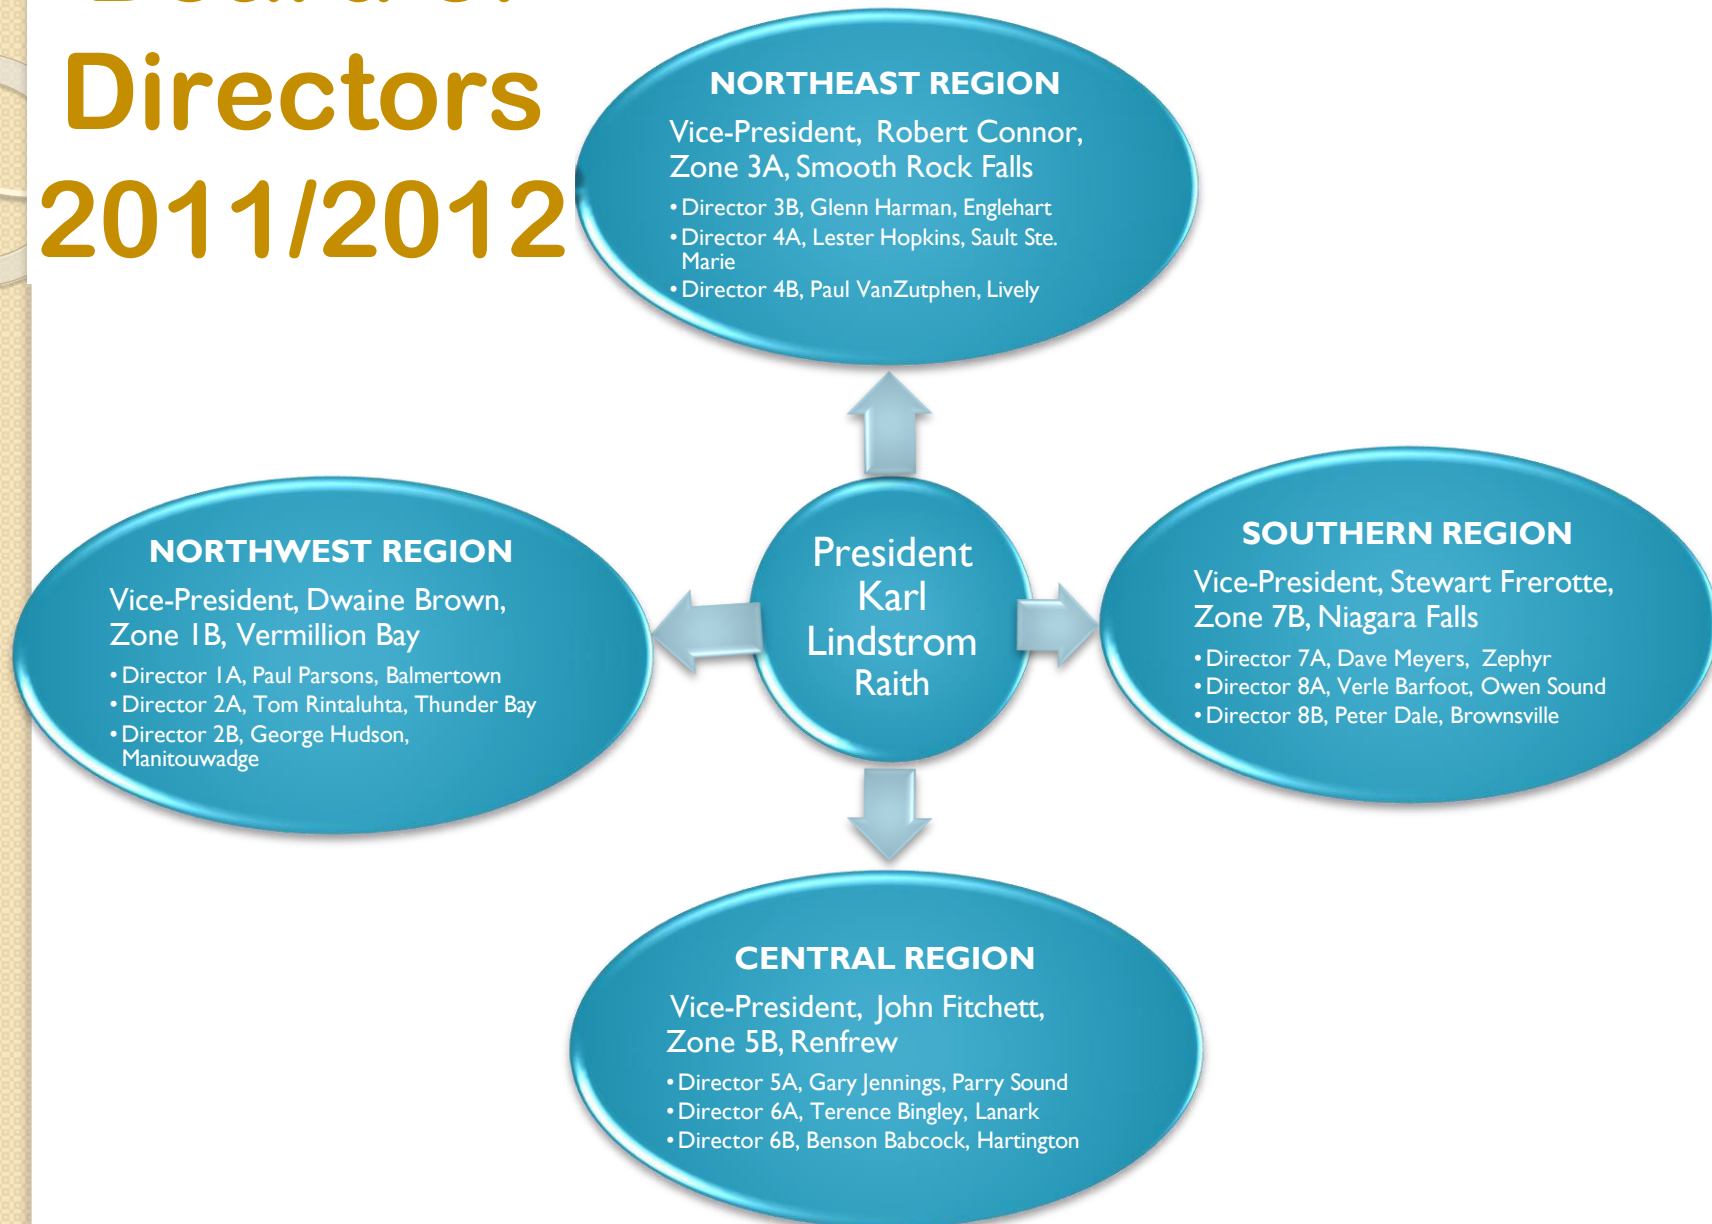 Directors
2011/2012
NORTHEAST REGION
Vice-President, Robert Connor,
Zone 3A, Smooth Rock Falls
• Director 3B, Glenn Harman, Englehart
• Director 4A, Lester Hopkins, Sault Ste.
Marie
• Director 4B, Paul VanZutphen, Lively
NORTHWEST REGION
Vice-President, Dwaine Brown,
Zone 1B, Vermillion Bay
• Director 1A, Paul Parsons, Balmertown
• Director 2A, Tom Rintaluhta, Thunder Bay
• Director 2B, George Hudson,
Manitouwadge
President
Karl
Lindstrom
Raith
SOUTHERN REGION
Vice-President, Stewart Frerotte,
Zone 7B, Niagara Falls
• Director 7A, Dave Meyers, Zephyr
• Director 8A, Verle Barfoot, Owen Sound
• Director 8B, Peter Dale, Brownsville
CENTRAL REGION
Vice-President, John Fitchett,
Zone 5B, Renfrew
• Director 5A, Gary Jennings, Parry Sound
• Director 6A, Terence Bingley, Lanark
• Director 6B, Benson Babcock, Hartington